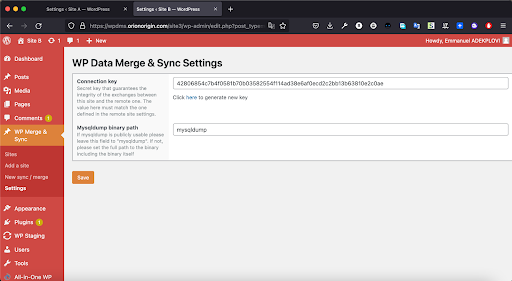 Settings ‹ Site A — WordPress
Settings ‹ Site B — WordPress
https://wpdms.orionorigin.com/site3/wp-admin/edit.php?post_type=
Site B
1
New
Howdy, Emmanuel ADEKPLOVI
Dashboard
Posts
Media
Pages
Comments 1
WP Merge &
Sync
Sites
Add a site
New sync / merge
Settings
Appearance
Plugins 1
WP Staging
Users
Tools
All-in-One WP
WP Data Merge & Sync Settings
Connection key
Secret key that guarantees the
integrity of the exchanges between
this site and the remote one. The
value here must match the one
defined in the remote site settings.
Click here to generate new key
Mysqldump binary path
If mysqldump is publicly usable please
leave this field to "mysqldump". If not,
please set the full path to the binary
including the binary itself
mysqldump
Save